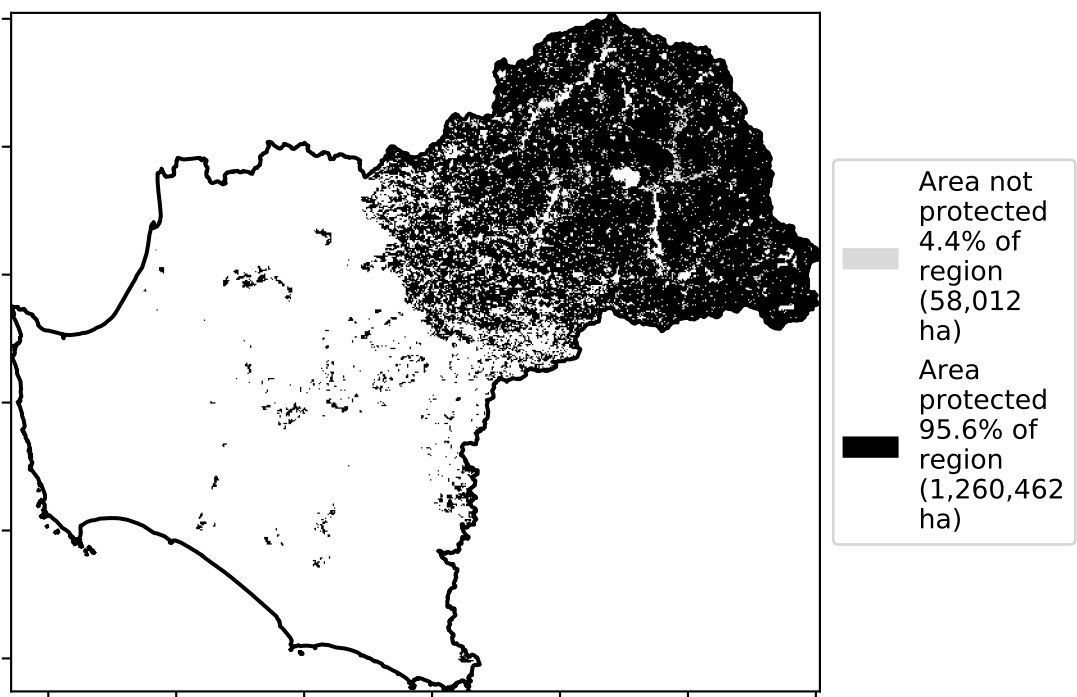 Area not
protected
4.4% of
region
(58,012
ha)
Area
protected
95.6% of
region
(1,260,462
ha)